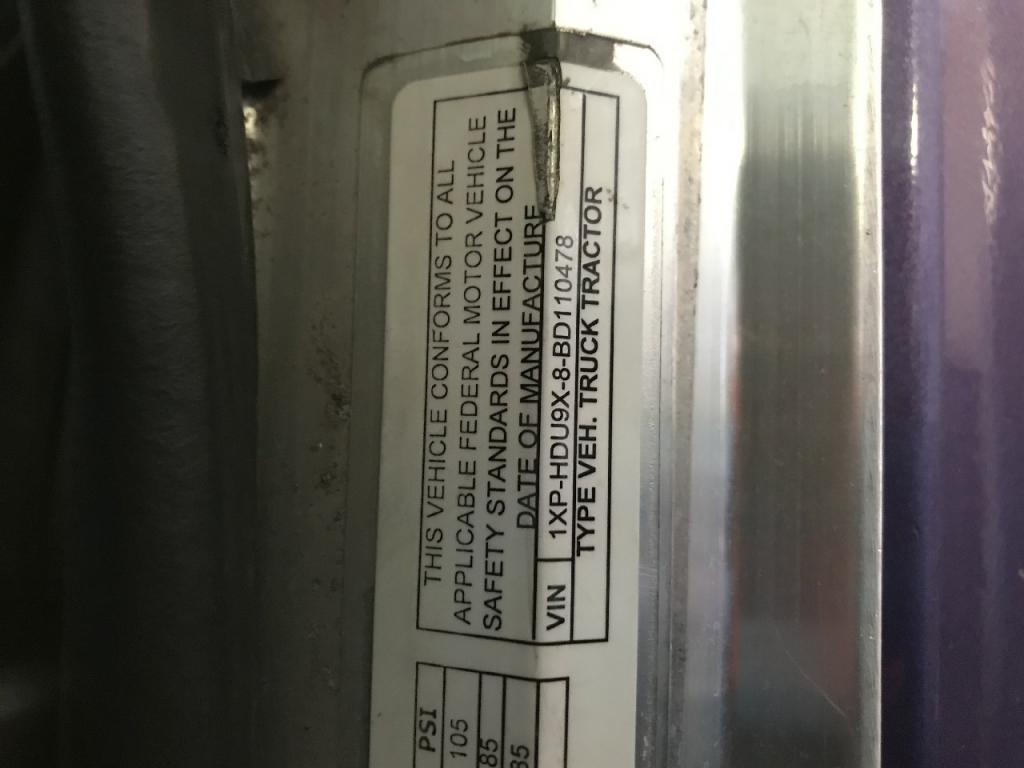 THIS VEHICLE CONFORMS TO ALL
APPLICABLE FEDERAL MOTOR VEHICLE
SAFETY STANDARDS IN EFFECT ON THE
DATE OF MANUFACTURE
VIN 1XP-HDU9X-8-BD110478
TYPE VEH. TRUCK TRACTOR
PSI
105
85
85